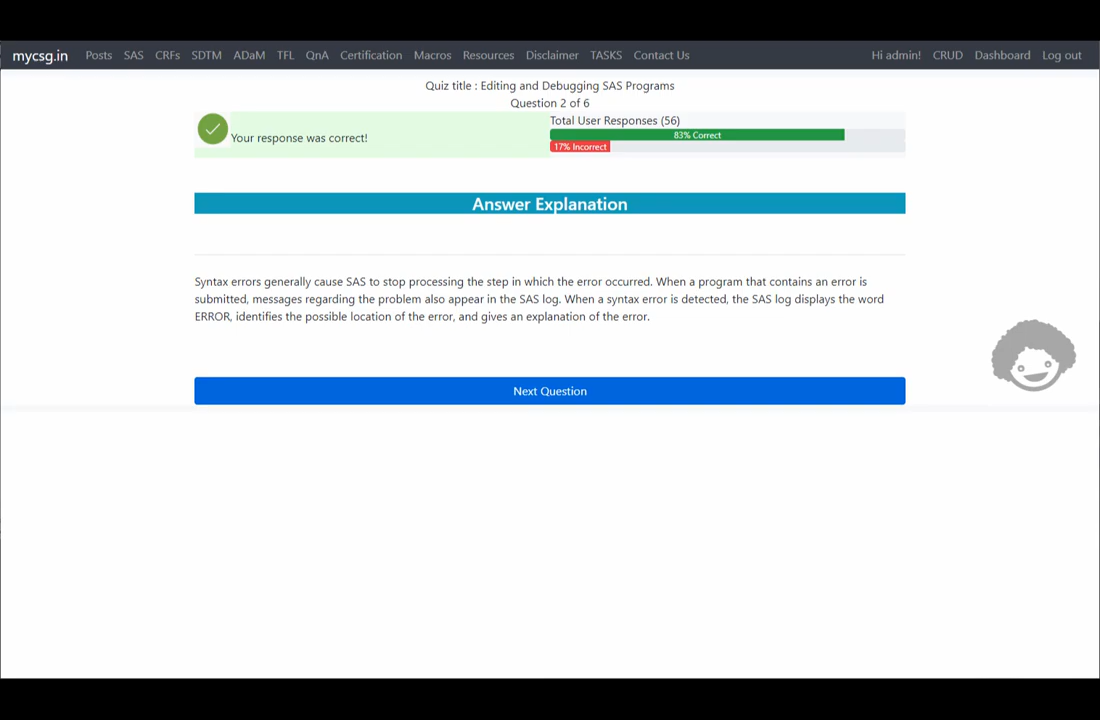 mycsg.in Posts SAS CRFs SDTM ADaM TFL QnA Certification Macros Resources Disclaimer TASKS Contact Us Hi admin! CRUD Dashboard Log out
Quiz title : Editing and Debugging SAS Programs
Question 2 of 6
Your response was correct!
Total User Responses (56)
83% Correct
17% Incorrect
Answer Explanation
Syntax errors generally cause SAS to stop processing the step in which the error occurred. When a program that contains an error is
submitted, messages regarding the problem also appear in the SAS log. When a syntax error is detected, the SAS log displays the word
ERROR, identifies the possible location of the error, and gives an explanation of the error.
Next Question